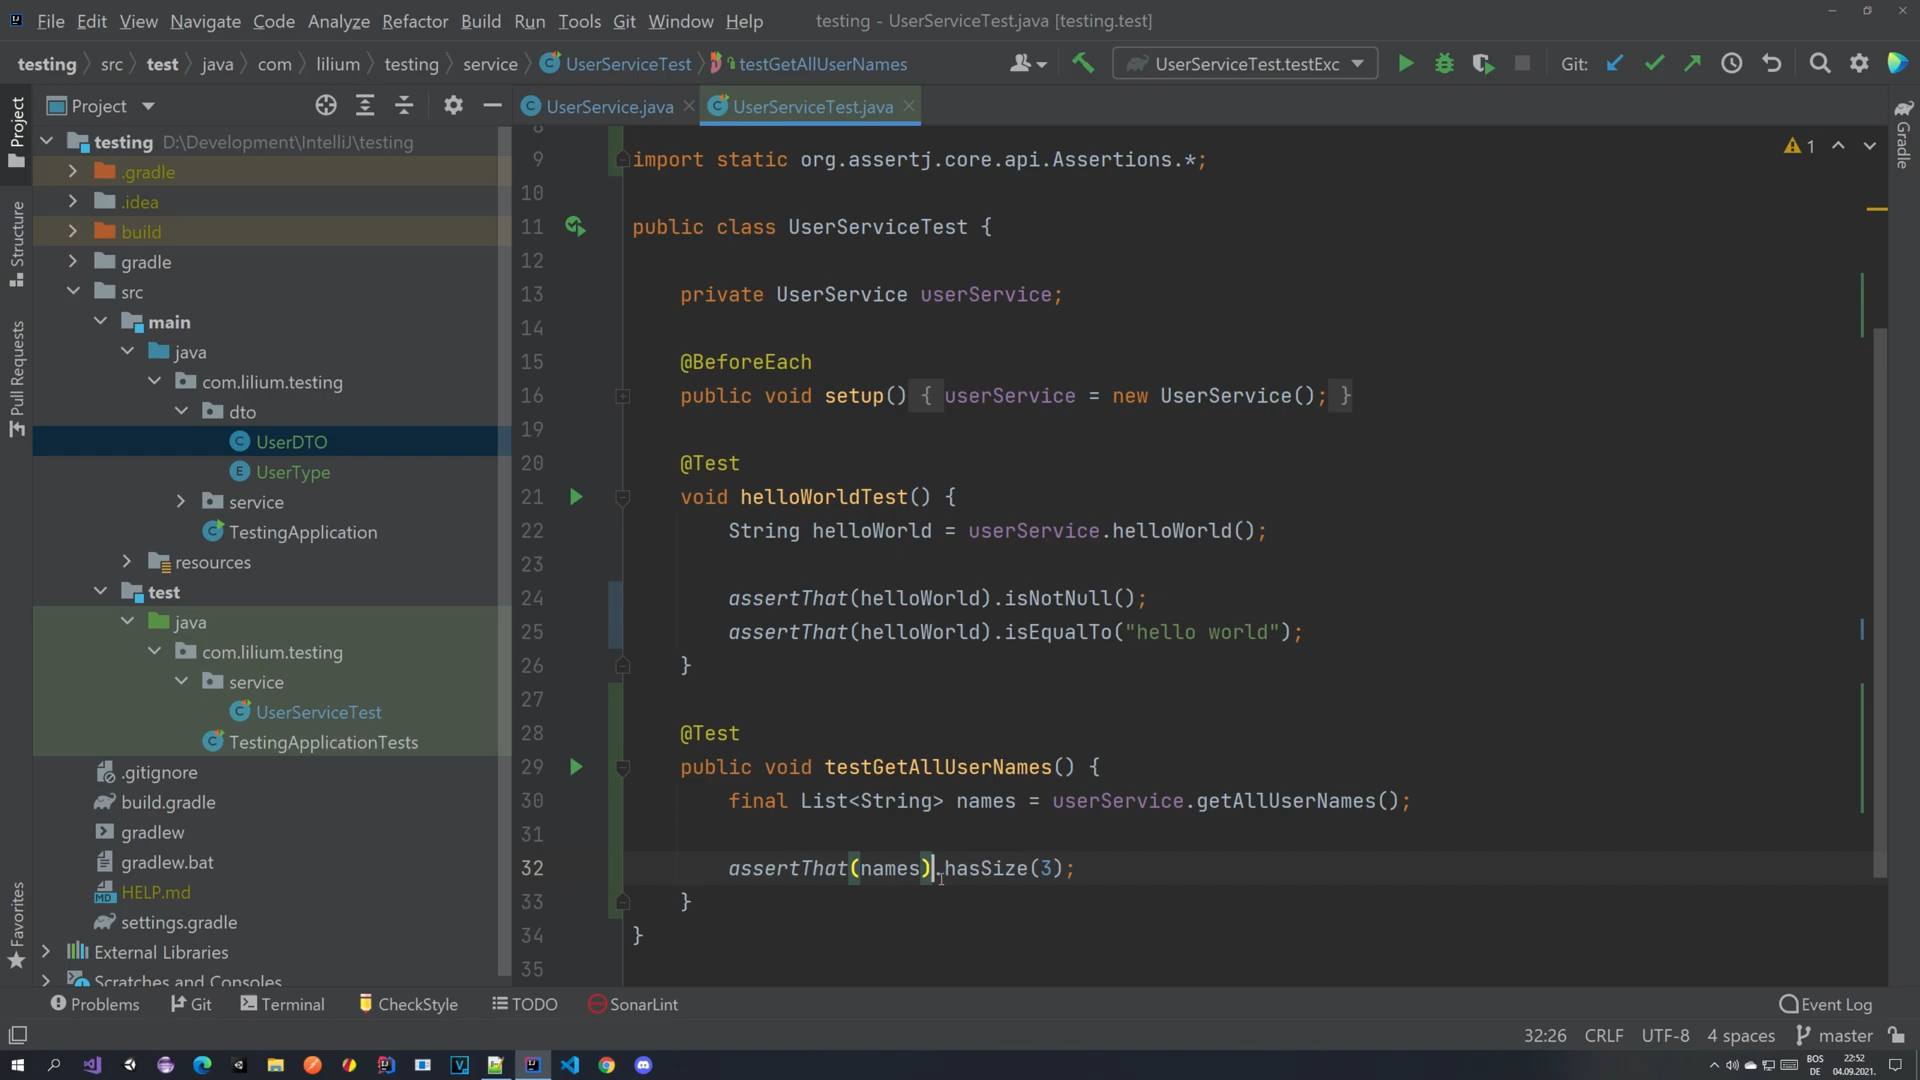 File Edit View Navigate Code Analyze Refactor Build Run Tools Git Window Help testing - UserServiceTest.java [testing.test]
testing src test java com lilium testing service UserServiceTest testGetAllUserNames UserServiceTest.testExc Git:
Project UserService.java UserServiceTest.java
testing D:\Development\IntelliJ\testing
.gradle
.idea
build
gradle
src
main
java
com.lilium.testing
dto
UserDTO
UserType
service
TestingApplication
resources
test
java
com.lilium.testing
service
UserServiceTest
TestingApplicationTests
.gitignore
build.gradle
gradlew
gradlew.bat
HELP.md
settings.gradle
External Libraries
Scratches and Consoles
Project
Structure
Pull Requests
Favorites
8
9 import static org.assertj.core.api.Assertions.*;
10
11 public class UserServiceTest {
12
13 private UserService userService;
14
15 @BeforeEach
16 public void setup() { userService = new UserService(); }
19
20 @Test
21 void helloWorldTest() {
22 String helloWorld = userService.helloWorld();
23
24 assertThat(helloWorld).isNotNull();
25 assertThat(helloWorld).isEqualTo("hello world");
26 }
27
28 @Test
29 public void testGetAllUserNames() {
30 final List<String> names = userService.getAllUserNames();
31
32 assertThat(names).hasSize(3);
33 }
34 }
35
1
Gradle
Problems Git Terminal CheckStyle TODO SonarLint Event Log
32:26 CRLF UTF-8 4 spaces master
BOS 22:52
DE 04.09.2021.